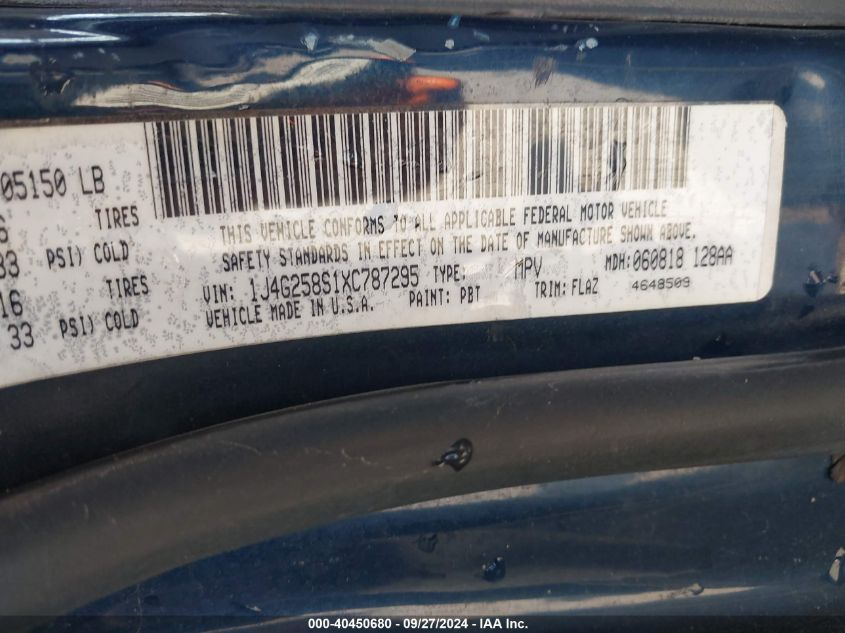 05150 LB
TIRES
33 PSI) COLD
16 TIRES
33 PSI) COLD
THIS VEHICLE CONFORMS TO ALL APPLICABLE FEDERAL MOTOR VEHICLE
SAFETY STANDARDS IN EFFECT ON THE DATE OF MANUFACTURE SHOWN ABOVE.
VIN: 1J4G258S1XC787295 TYPE: MPV MDH: 060818 128AA
VEHICLE MADE IN U.S.A. PAINT: PBT TRIM: FLAZ 4648509
000-40450680 - 09/27/2024 - IAA Inc.